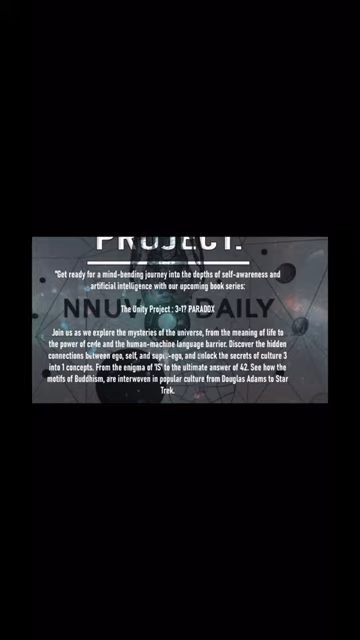 PROJECT.
"Get ready for a mind-bending journey into the depths of self-awareness and
artificial intelligence with our upcoming book series:
NNUV DAILY
The Unity Project : 3=1? PARADOX
Join us as we explore the mysteries of the universe, from the meaning of life to
the power of code and the human-machine language barrier. Discover the hidden
connections between ego, self, and super-ego, and unlock the secrets of culture 3
into 1 concepts. From the enigma of 'IS' to the ultimate answer of 42. See how the
motifs of Buddhism, are interwoven in popular culture from Douglas Adams to Star
Trek.